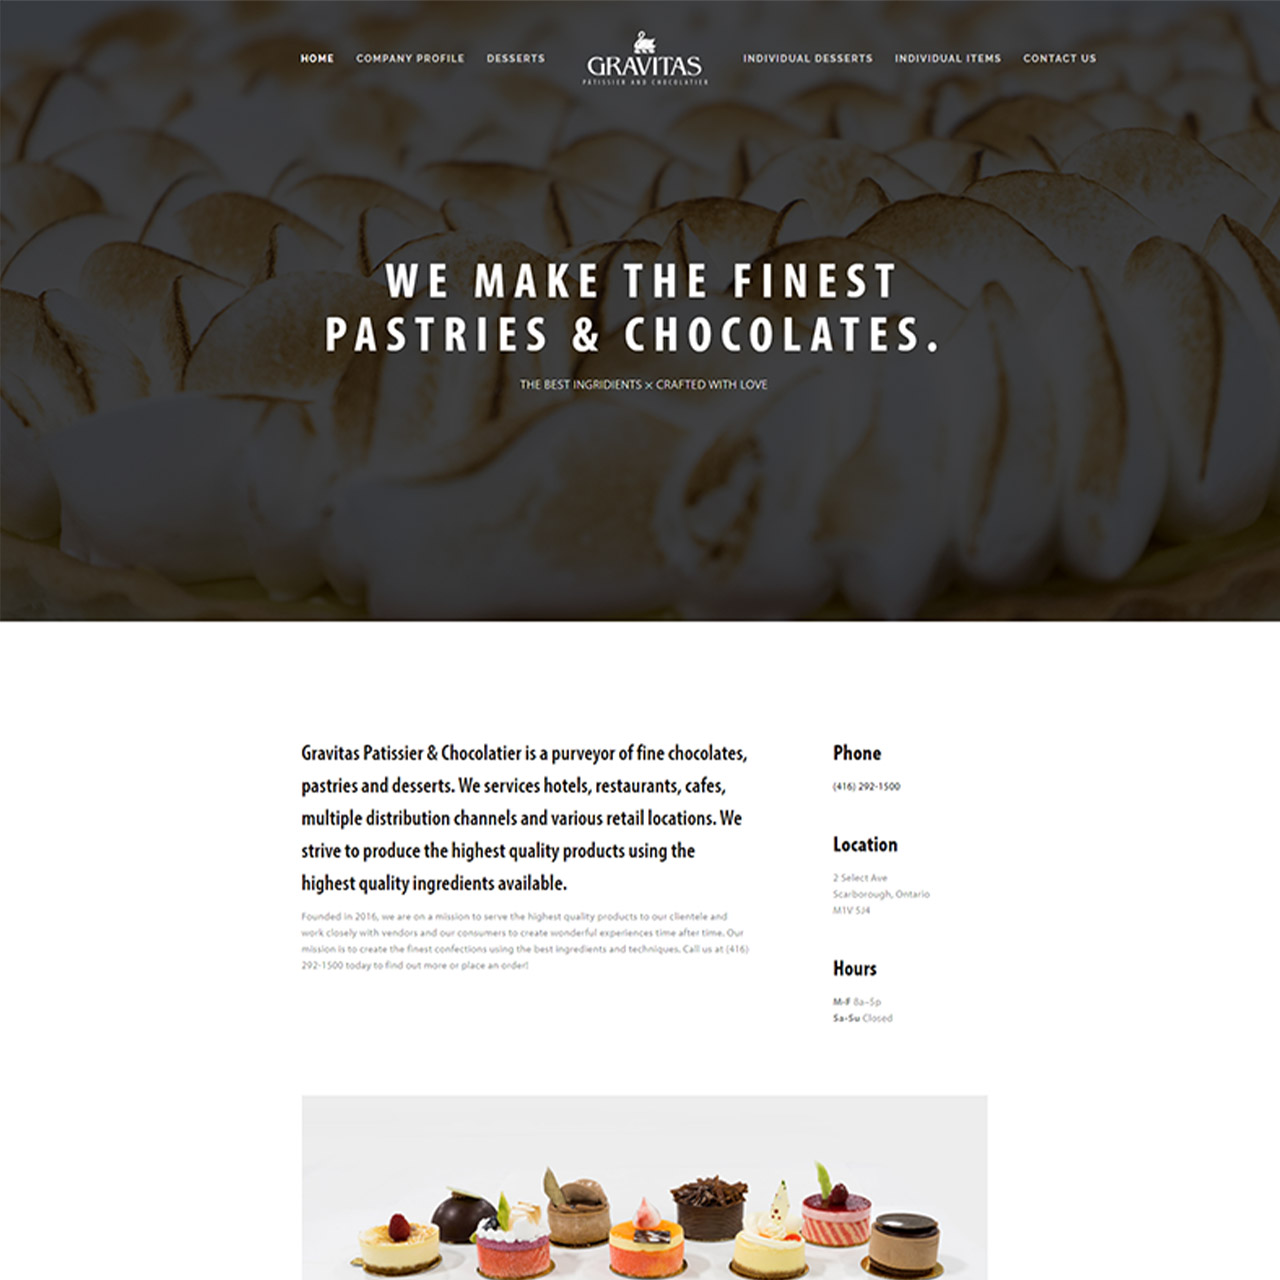 HOME COMPANY PROFILE DESSERTS GRAVITAS INDIVIDUAL DESSERTS INDIVIDUAL ITEMS CONTACT US
PATISSIER AND CHOCOLATIER
WE MAKE THE FINEST
PASTRIES & CHOCOLATES.
THE BEST INGRIDIENTS × CRAFTED WITH LOVE
Gravitas Patissier & Chocolatier is a purveyor of fine chocolates,
pastries and desserts. We services hotels, restaurants, cafes,
multiple distribution channels and various retail locations. We
strive to produce the highest quality products using the
highest quality ingredients available.
Founded in 2016, we are on a mission to serve the highest quality products to our clientele and
work closely with vendors and our consumers to create wonderful experiences time after time. Our
mission is to create the finest confections using the best ingredients and techniques. Call us at (416)
292-1500 today to find out more or place an order!
Phone
(416) 292-1500
Location
2 Select Ave
Scarborough, Ontario
M1V 5J4
Hours
M-F 8a–5p
Sa-Su Closed